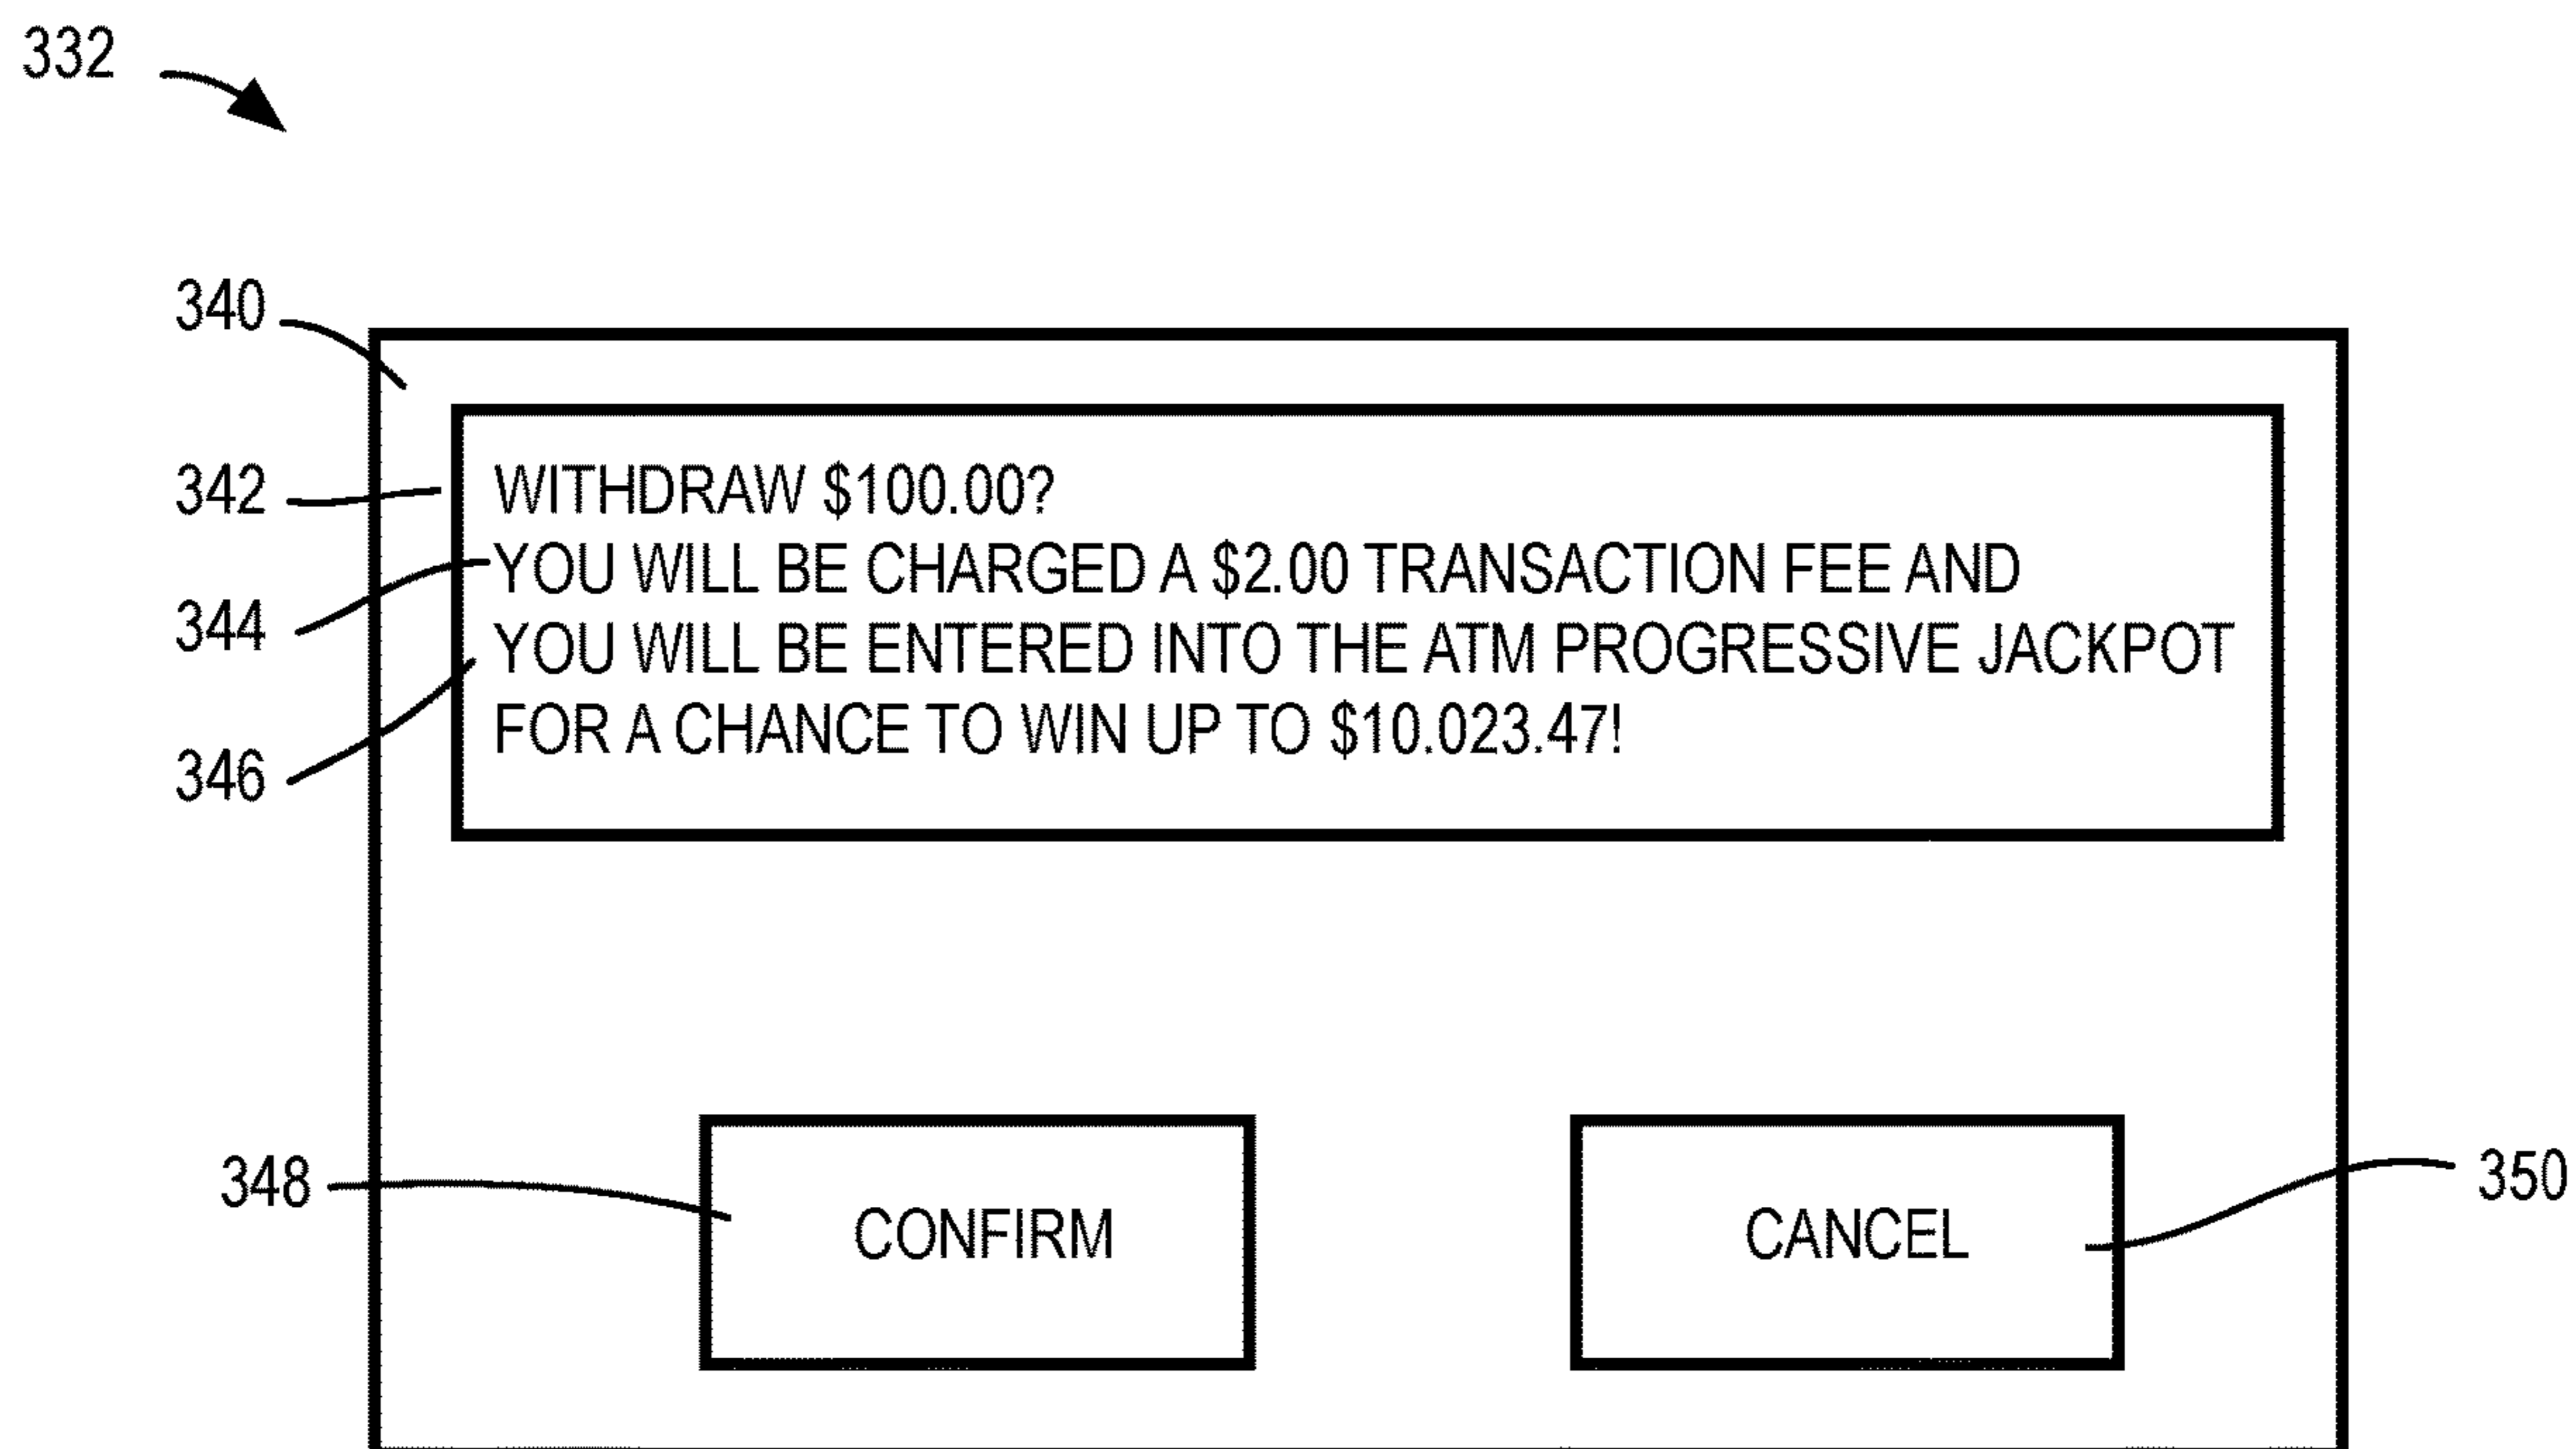 332
340
342 WITHDRAW $100.00?
344 YOU WILL BE CHARGED A $2.00 TRANSACTION FEE AND
346 YOU WILL BE ENTERED INTO THE ATM PROGRESSIVE JACKPOT
FOR A CHANCE TO WIN UP TO $10.023.47!
348 CONFIRM CANCEL 350